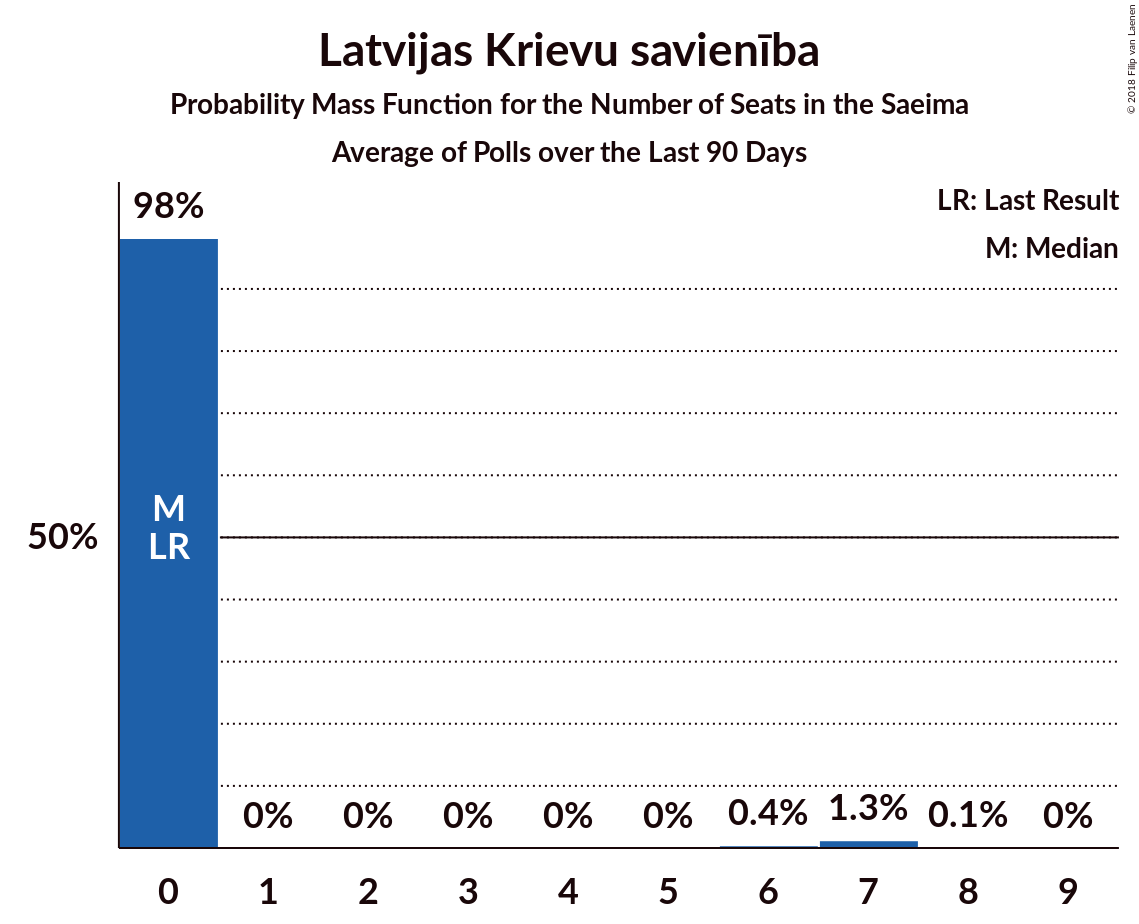 Latvijas Krievu savienība
Probability Mass Function for the Number of Seats in the Saeima
Average of Polls over the Last 90 Days
© 2018 Filip van Laenen
LR: Last Result
M: Median
98%
M
LR
50%
0%
0%
0%
0%
0%
0.4%
1.3%
0.1%
0%
0
1
2
3
4
5
6
7
8
9